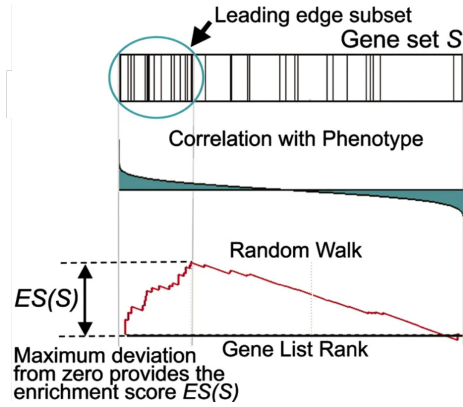 Leading edge subset
Gene set S
Correlation with Phenotype
Random Walk
ES(S)
Gene List Rank
Maximum deviation
from zero provides the
enrichment score ES(S)